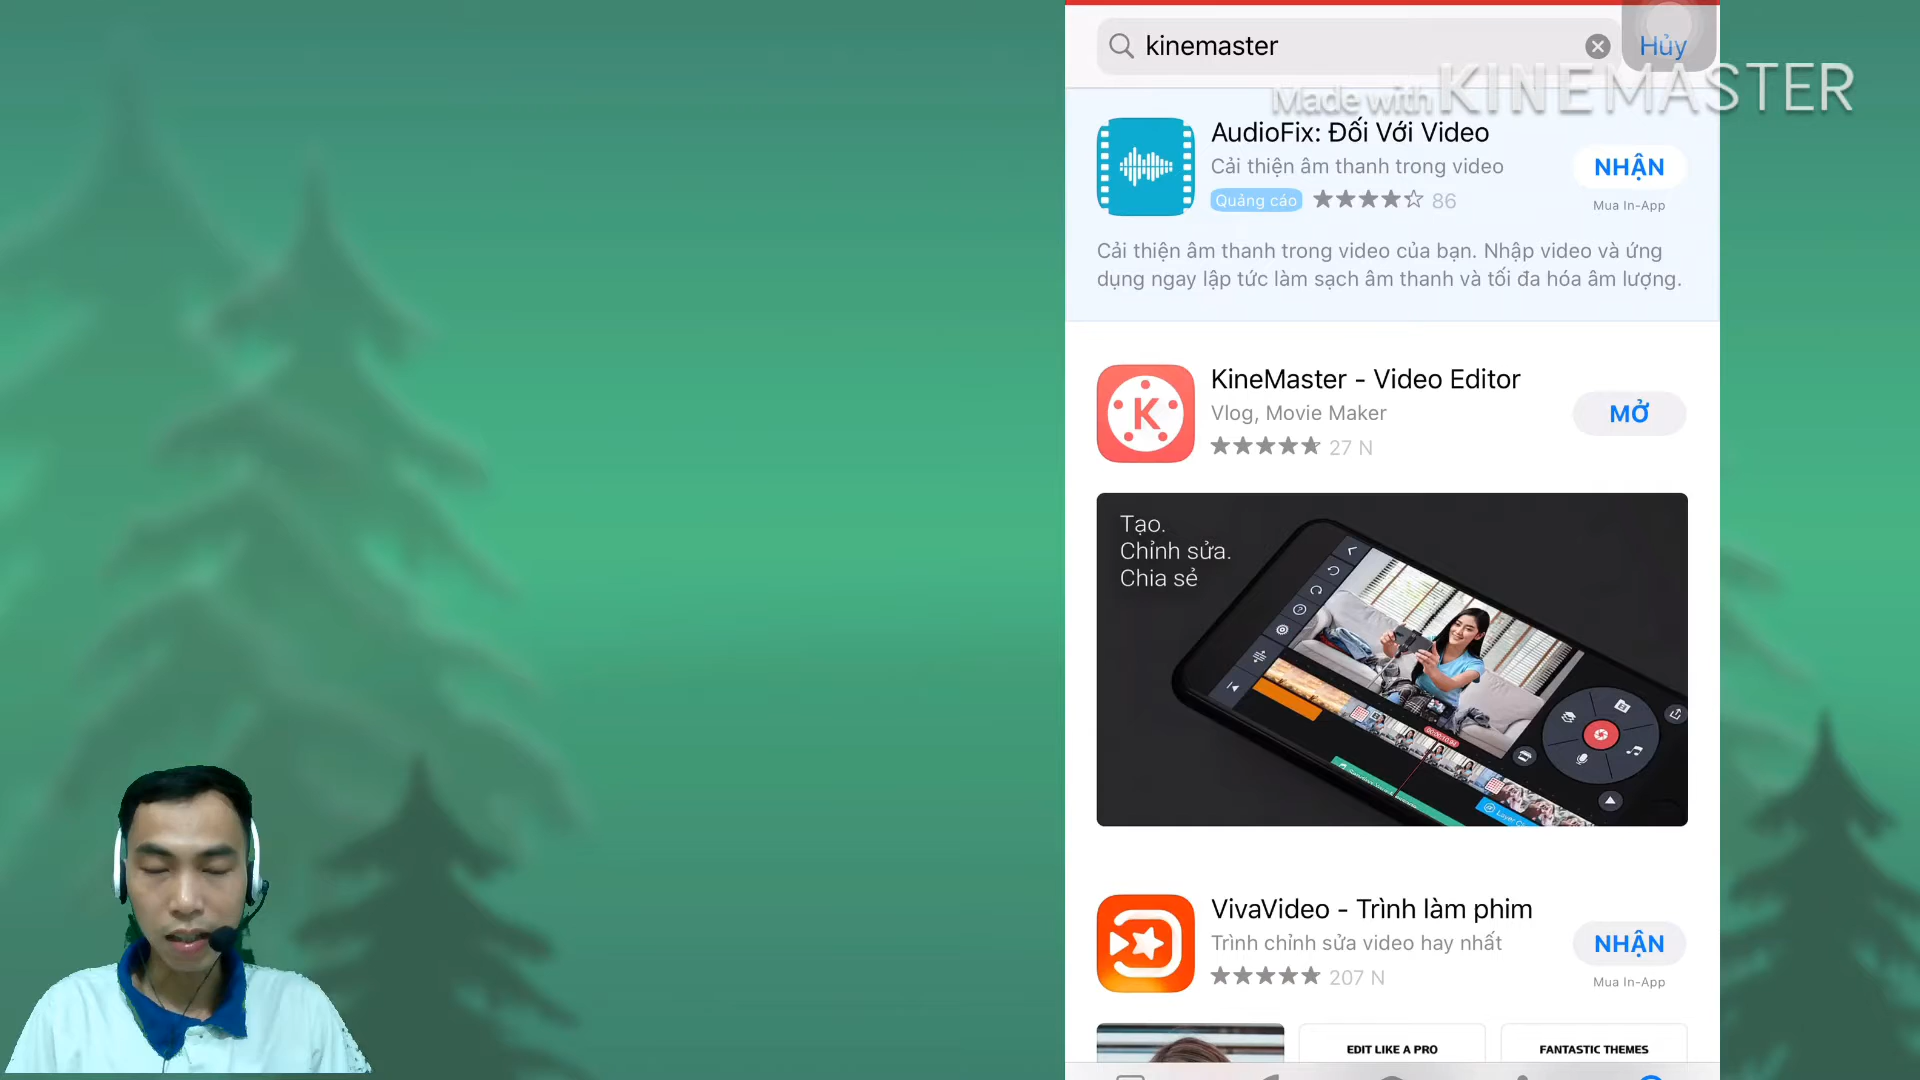 kinemaster
Hủy
Made with KINEMASTER
AudioFix: Đối Với Video
Cải thiện âm thanh trong video
Quảng cáo
86
NHẬN
Mua In-App
Cải thiện âm thanh trong video của bạn. Nhập video và ứng
dụng ngay lập tức làm sạch âm thanh và tối đa hóa âm lượng.
KineMaster - Video Editor
Vlog, Movie Maker
27 N
MỞ
K
Tạo.
Chỉnh sửa.
Chia sẻ
VivaVideo - Trình làm phim
Trình chỉnh sửa video hay nhất
207 N
NHẬN
Mua In-App
EDIT LIKE A PRO
FANTASTIC THEMES